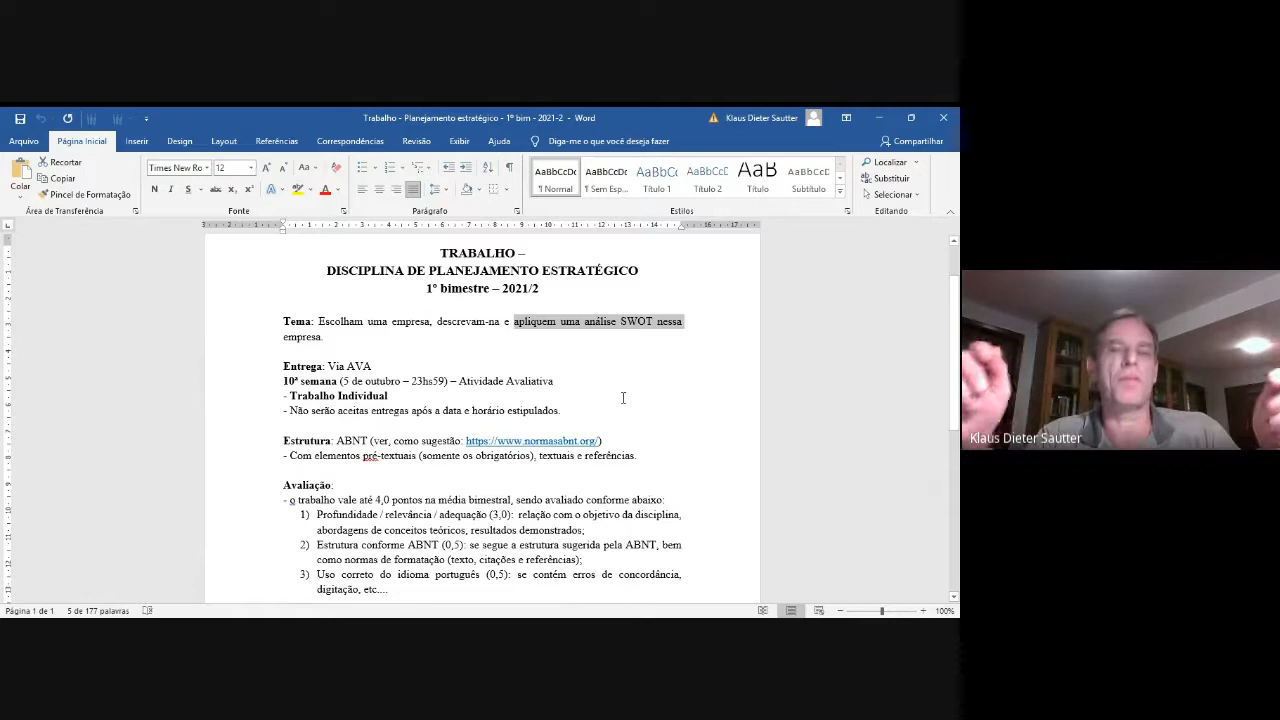 Trabalho - Planejamento estratégico - 1º bim - 2021-2 - Word
Klaus Dieter Sautter
Arquivo
Página Inicial
Inserir
Design
Layout
Referências
Correspondências
Revisão
Exibir
Ajuda
Diga-me o que você deseja fazer
Compartilhar
Colar
Recortar
Copiar
Pincel de Formatação
Área de Transferência
Times New Ro
12
Fonte
Parágrafo
AaBbCcDc
¶ Normal
AaBbCcDc
¶ Sem Esp...
AaBbCc
Título 1
AaBbCcD
Título 2
AaB
Título
AaBbCcD
Subtítulo
Estilos
Localizar
Substituir
Selecionar
Editando
TRABALHO –
DISCIPLINA DE PLANEJAMENTO ESTRATÉGICO
1º bimestre – 2021/2
Tema: Escolham uma empresa, descrevam-na e apliquem uma análise SWOT nessa
empresa.
Entrega: Via AVA
10ª semana (5 de outubro – 23hs59) – Atividade Avaliativa
- Trabalho Individual
- Não serão aceitas entregas após a data e horário estipulados.
Estrutura: ABNT (ver, como sugestão: https://www.normasabnt.org/)
- Com elementos pré-textuais (somente os obrigatórios), textuais e referências.
Avaliação:
- o trabalho vale até 4,0 pontos na média bimestral, sendo avaliado conforme abaixo:
1) Profundidade / relevância / adequação (3,0): relação com o objetivo da disciplina,
abordagens de conceitos teóricos, resultados demonstrados;
2) Estrutura conforme ABNT (0,5): se segue a estrutura sugerida pela ABNT, bem
como normas de formatação (texto, citações e referências);
3) Uso correto do idioma português (0,5): se contém erros de concordância,
digitação, etc....
Página 1 de 1
5 de 177 palavras
100%
Klaus Dieter Sautter